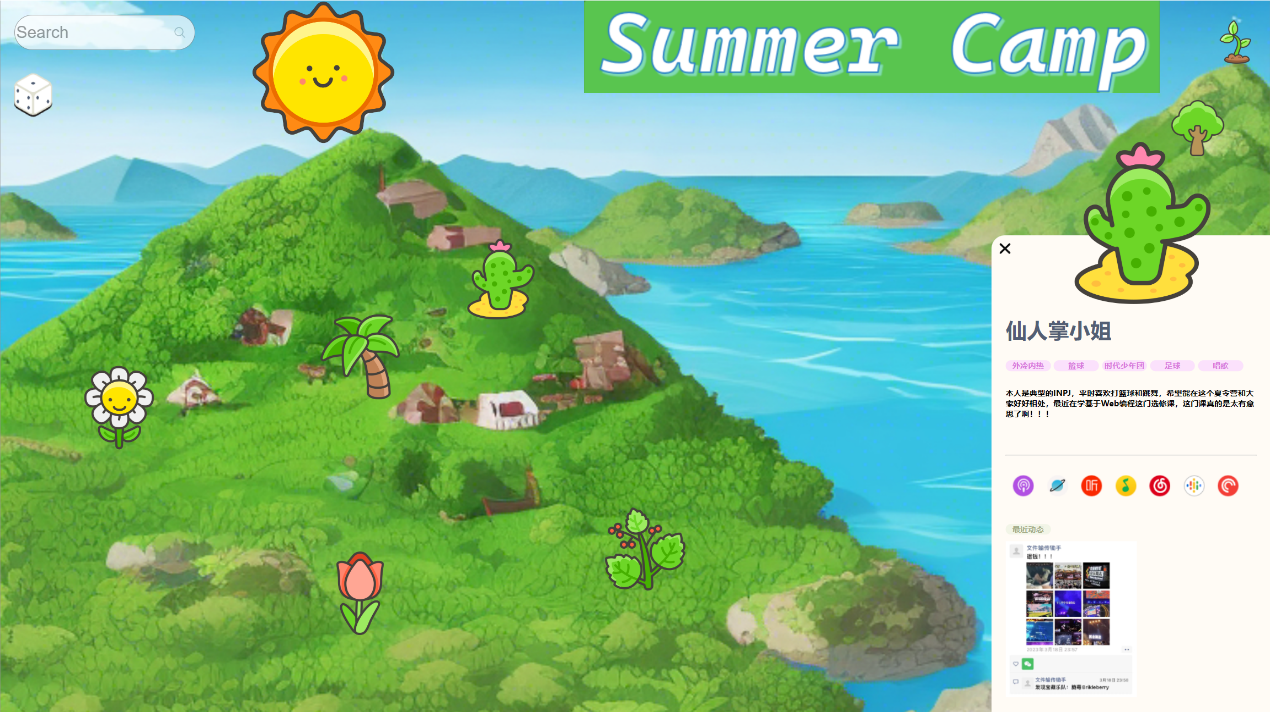 Search
Summer Camp
仙人掌小姐
外冷内热 篮球 时代少年团 足球 唱歌
本人是典型的INPJ，平时喜欢打篮球和跳舞，希望能在这个夏令营和大
家好好相处，最近在学基于Web编程这门选修课，这门课真的是太有意
思了啊！！！
听
最近动态
文件输传输手